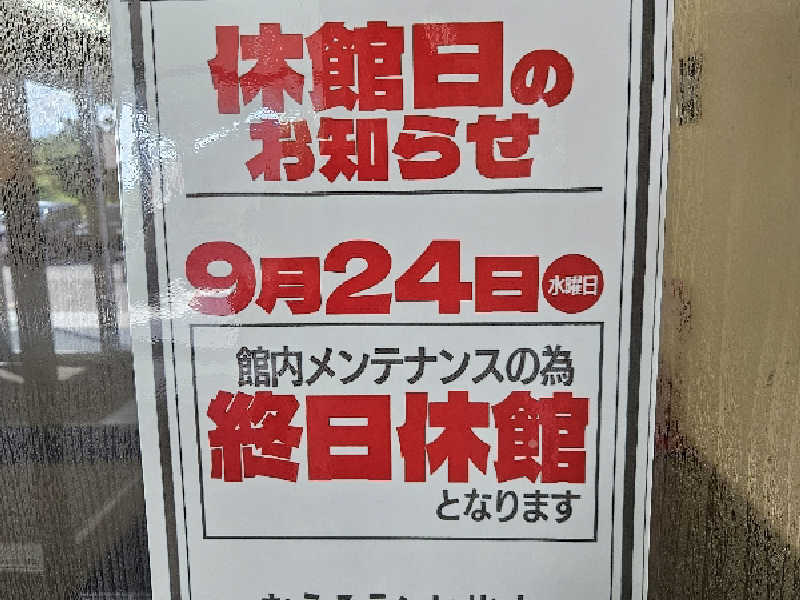 休館日の
お知らせ
9月24日 水曜日
館内メンテナンスの為
終日休館
となります